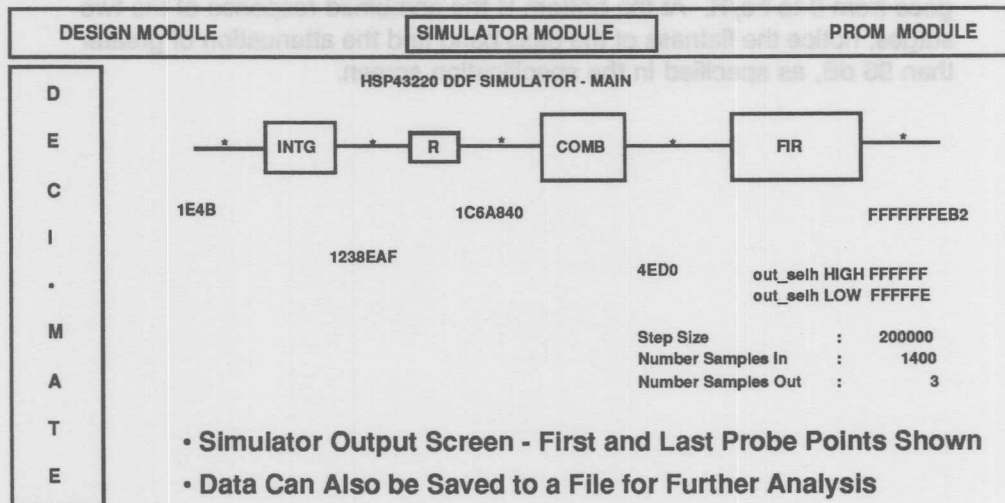 DESIGN MODULE SIMULATOR MODULE PROM MODULE
HSP43220 DDF SIMULATOR - MAIN
D
E
C
I
•
M
A
T
E
* INTG * R * COMB * FIR *
1E4B 1C6A840 FFFFFFFEB2
1238EAF 4ED0
out_selh HIGH FFFFFF
out_selh LOW FFFFFE
Step Size : 200000
Number Samples In : 1400
Number Samples Out : 3
• Simulator Output Screen - First and Last Probe Points Shown
• Data Can Also be Saved to a File for Further Analysis